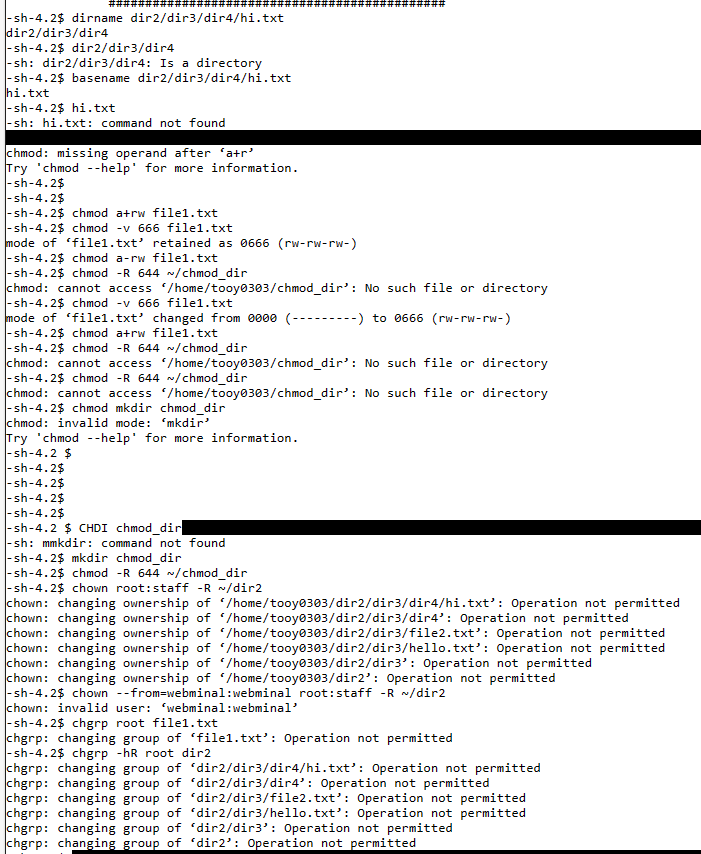 ##############################################
-sh-4.2$ dirname dir2/dir3/dir4/hi.txt
dir2/dir3/dir4
-sh-4.2$ dir2/dir3/dir4
-sh: dir2/dir3/dir4: Is a directory
-sh-4.2$ basename dir2/dir3/dir4/hi.txt
hi.txt
-sh-4.2$ hi.txt
-sh: hi.txt: command not found
chmod: missing operand after ‘a+r’
Try 'chmod --help' for more information.
-sh-4.2$
-sh-4.2$
-sh-4.2$ chmod a+rw file1.txt
-sh-4.2$ chmod -v 666 file1.txt
mode of ‘file1.txt’ retained as 0666 (rw-rw-rw-)
-sh-4.2$ chmod a-rw file1.txt
-sh-4.2$ chmod -R 644 ~/chmod_dir
chmod: cannot access ‘/home/tooy0303/chmod_dir’: No such file or directory
-sh-4.2$ chmod -v 666 file1.txt
mode of ‘file1.txt’ changed from 0000 (---------) to 0666 (rw-rw-rw-)
-sh-4.2$ chmod a+rw file1.txt
-sh-4.2$ chmod -R 644 ~/chmod_dir
chmod: cannot access ‘/home/tooy0303/chmod_dir’: No such file or directory
-sh-4.2$ chmod -R 644 ~/chmod_dir
chmod: cannot access ‘/home/tooy0303/chmod_dir’: No such file or directory
-sh-4.2$ chmod mkdir chmod_dir
chmod: invalid mode: ‘mkdir’
Try 'chmod --help' for more information.
-sh-4.2 $
-sh-4.2$
-sh-4.2$
-sh-4.2$
-sh-4.2$
-sh-4.2 $ CHDI chmod_dir
-sh: mmkdir: command not found
-sh-4.2$ mkdir chmod_dir
-sh-4.2$ chmod -R 644 ~/chmod_dir
-sh-4.2$ chown root:staff -R ~/dir2
chown: changing ownership of ‘/home/tooy0303/dir2/dir3/dir4/hi.txt’: Operation not permitted
chown: changing ownership of ‘/home/tooy0303/dir2/dir3/dir4’: Operation not permitted
chown: changing ownership of ‘/home/tooy0303/dir2/dir3/file2.txt’: Operation not permitted
chown: changing ownership of ‘/home/tooy0303/dir2/dir3/hello.txt’: Operation not permitted
chown: changing ownership of ‘/home/tooy0303/dir2/dir3’: Operation not permitted
chown: changing ownership of ‘/home/tooy0303/dir2’: Operation not permitted
-sh-4.2$ chown --from=webminal:webminal root:staff -R ~/dir2
chown: invalid user: ‘webminal:webminal’
-sh-4.2$ chgrp root file1.txt
chgrp: changing group of ‘file1.txt’: Operation not permitted
-sh-4.2$ chgrp -hR root dir2
chgrp: changing group of ‘dir2/dir3/dir4/hi.txt’: Operation not permitted
chgrp: changing group of ‘dir2/dir3/dir4’: Operation not permitted
chgrp: changing group of ‘dir2/dir3/file2.txt’: Operation not permitted
chgrp: changing group of ‘dir2/dir3/hello.txt’: Operation not permitted
chgrp: changing group of ‘dir2/dir3’: Operation not permitted
chgrp: changing group of ‘dir2’: Operation not permitted